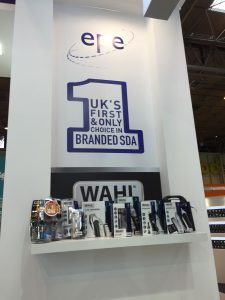 epe
1
UK'S
FIRST
& ONLY
CHOICE IN
BRANDED SDA
WAHL